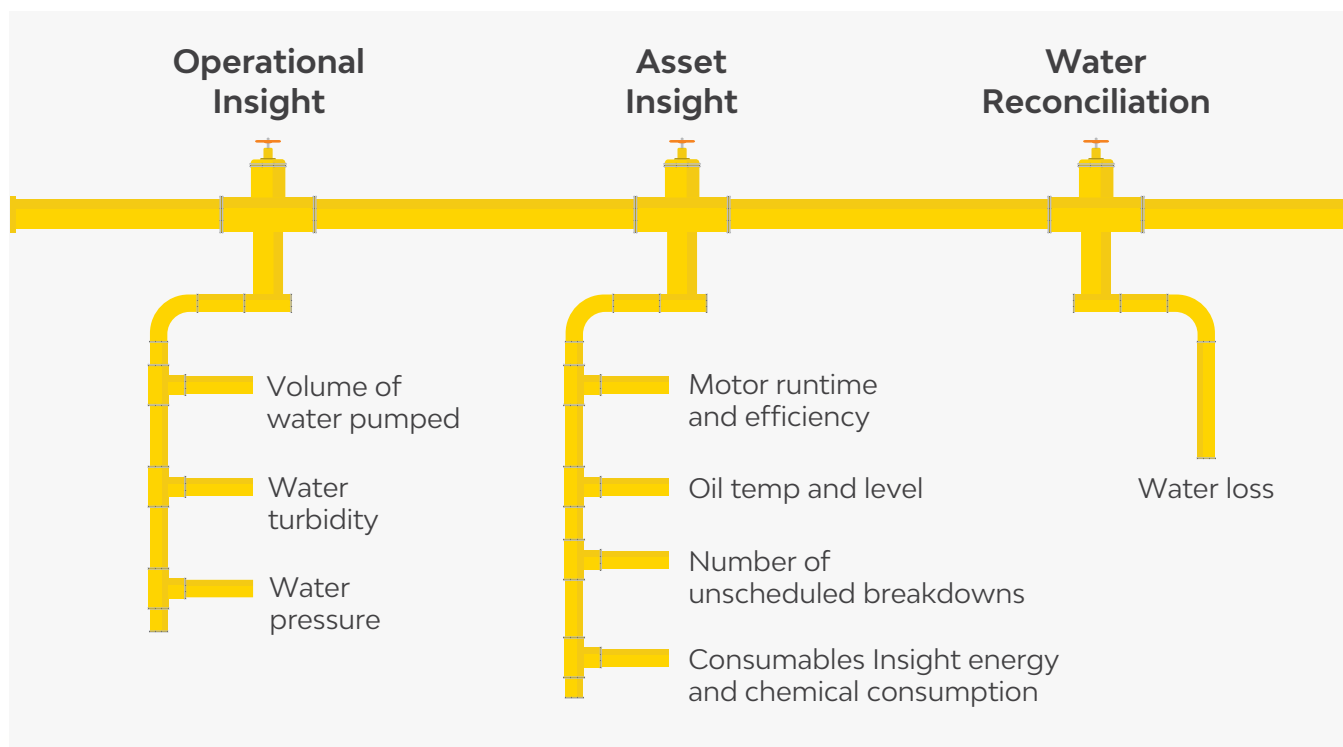 Operational
Insight
Volume of
water pumped
Water
turbidity
Water
pressure
Asset
Insight
Motor runtime
and efficiency
Oil temp and level
Number of
unscheduled breakdowns
Consumables Insight energy
and chemical consumption
Water
Reconciliation
Water loss